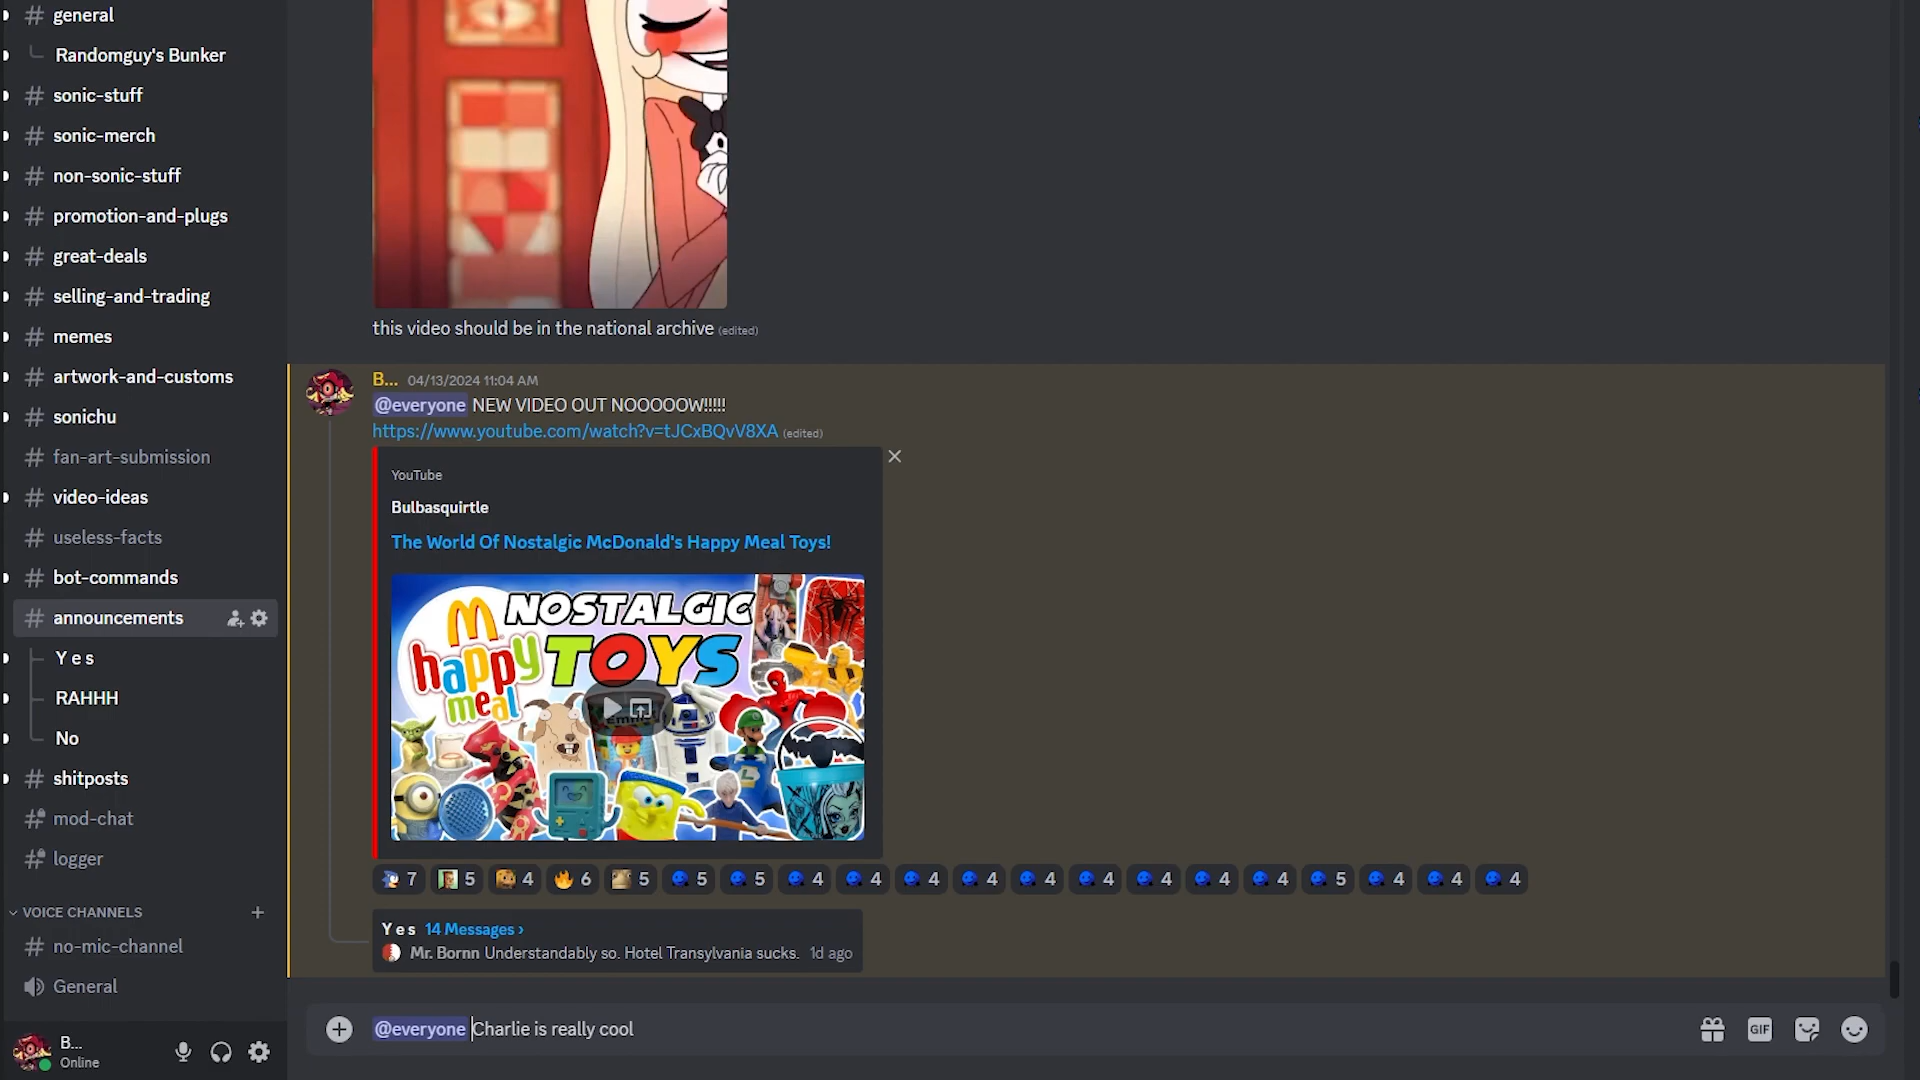 general
Randomguy's Bunker
sonic-stuff
sonic-merch
non-sonic-stuff
promotion-and-plugs
great-deals
selling-and-trading
memes
artwork-and-customs
sonichu
fan-art-submission
video-ideas
useless-facts
bot-commands
announcements
Y e s
RAHHH
No
shitposts
mod-chat
logger
VOICE CHANNELS
no-mic-channel
General
B...
Online
this video should be in the national archive (edited)
B... 04/13/2024 11:04 AM
@everyone NEW VIDEO OUT NOOOOOW!!!!!
https://www.youtube.com/watch?v=tJCxBQvV8XA (edited)
YouTube
Bulbasquirtle
The World Of Nostalgic McDonald's Happy Meal Toys!
NOSTALGIC
happy TOYS
meal
7 5 4 6 5 5 5 4 4 4 4 4 4 4 4 4 5 4 4 4
Y e s 14 Messages ›
Mr. Bornn Understandably so. Hotel Transylvania sucks. 1d ago
@everyone Charlie is really cool
GIF